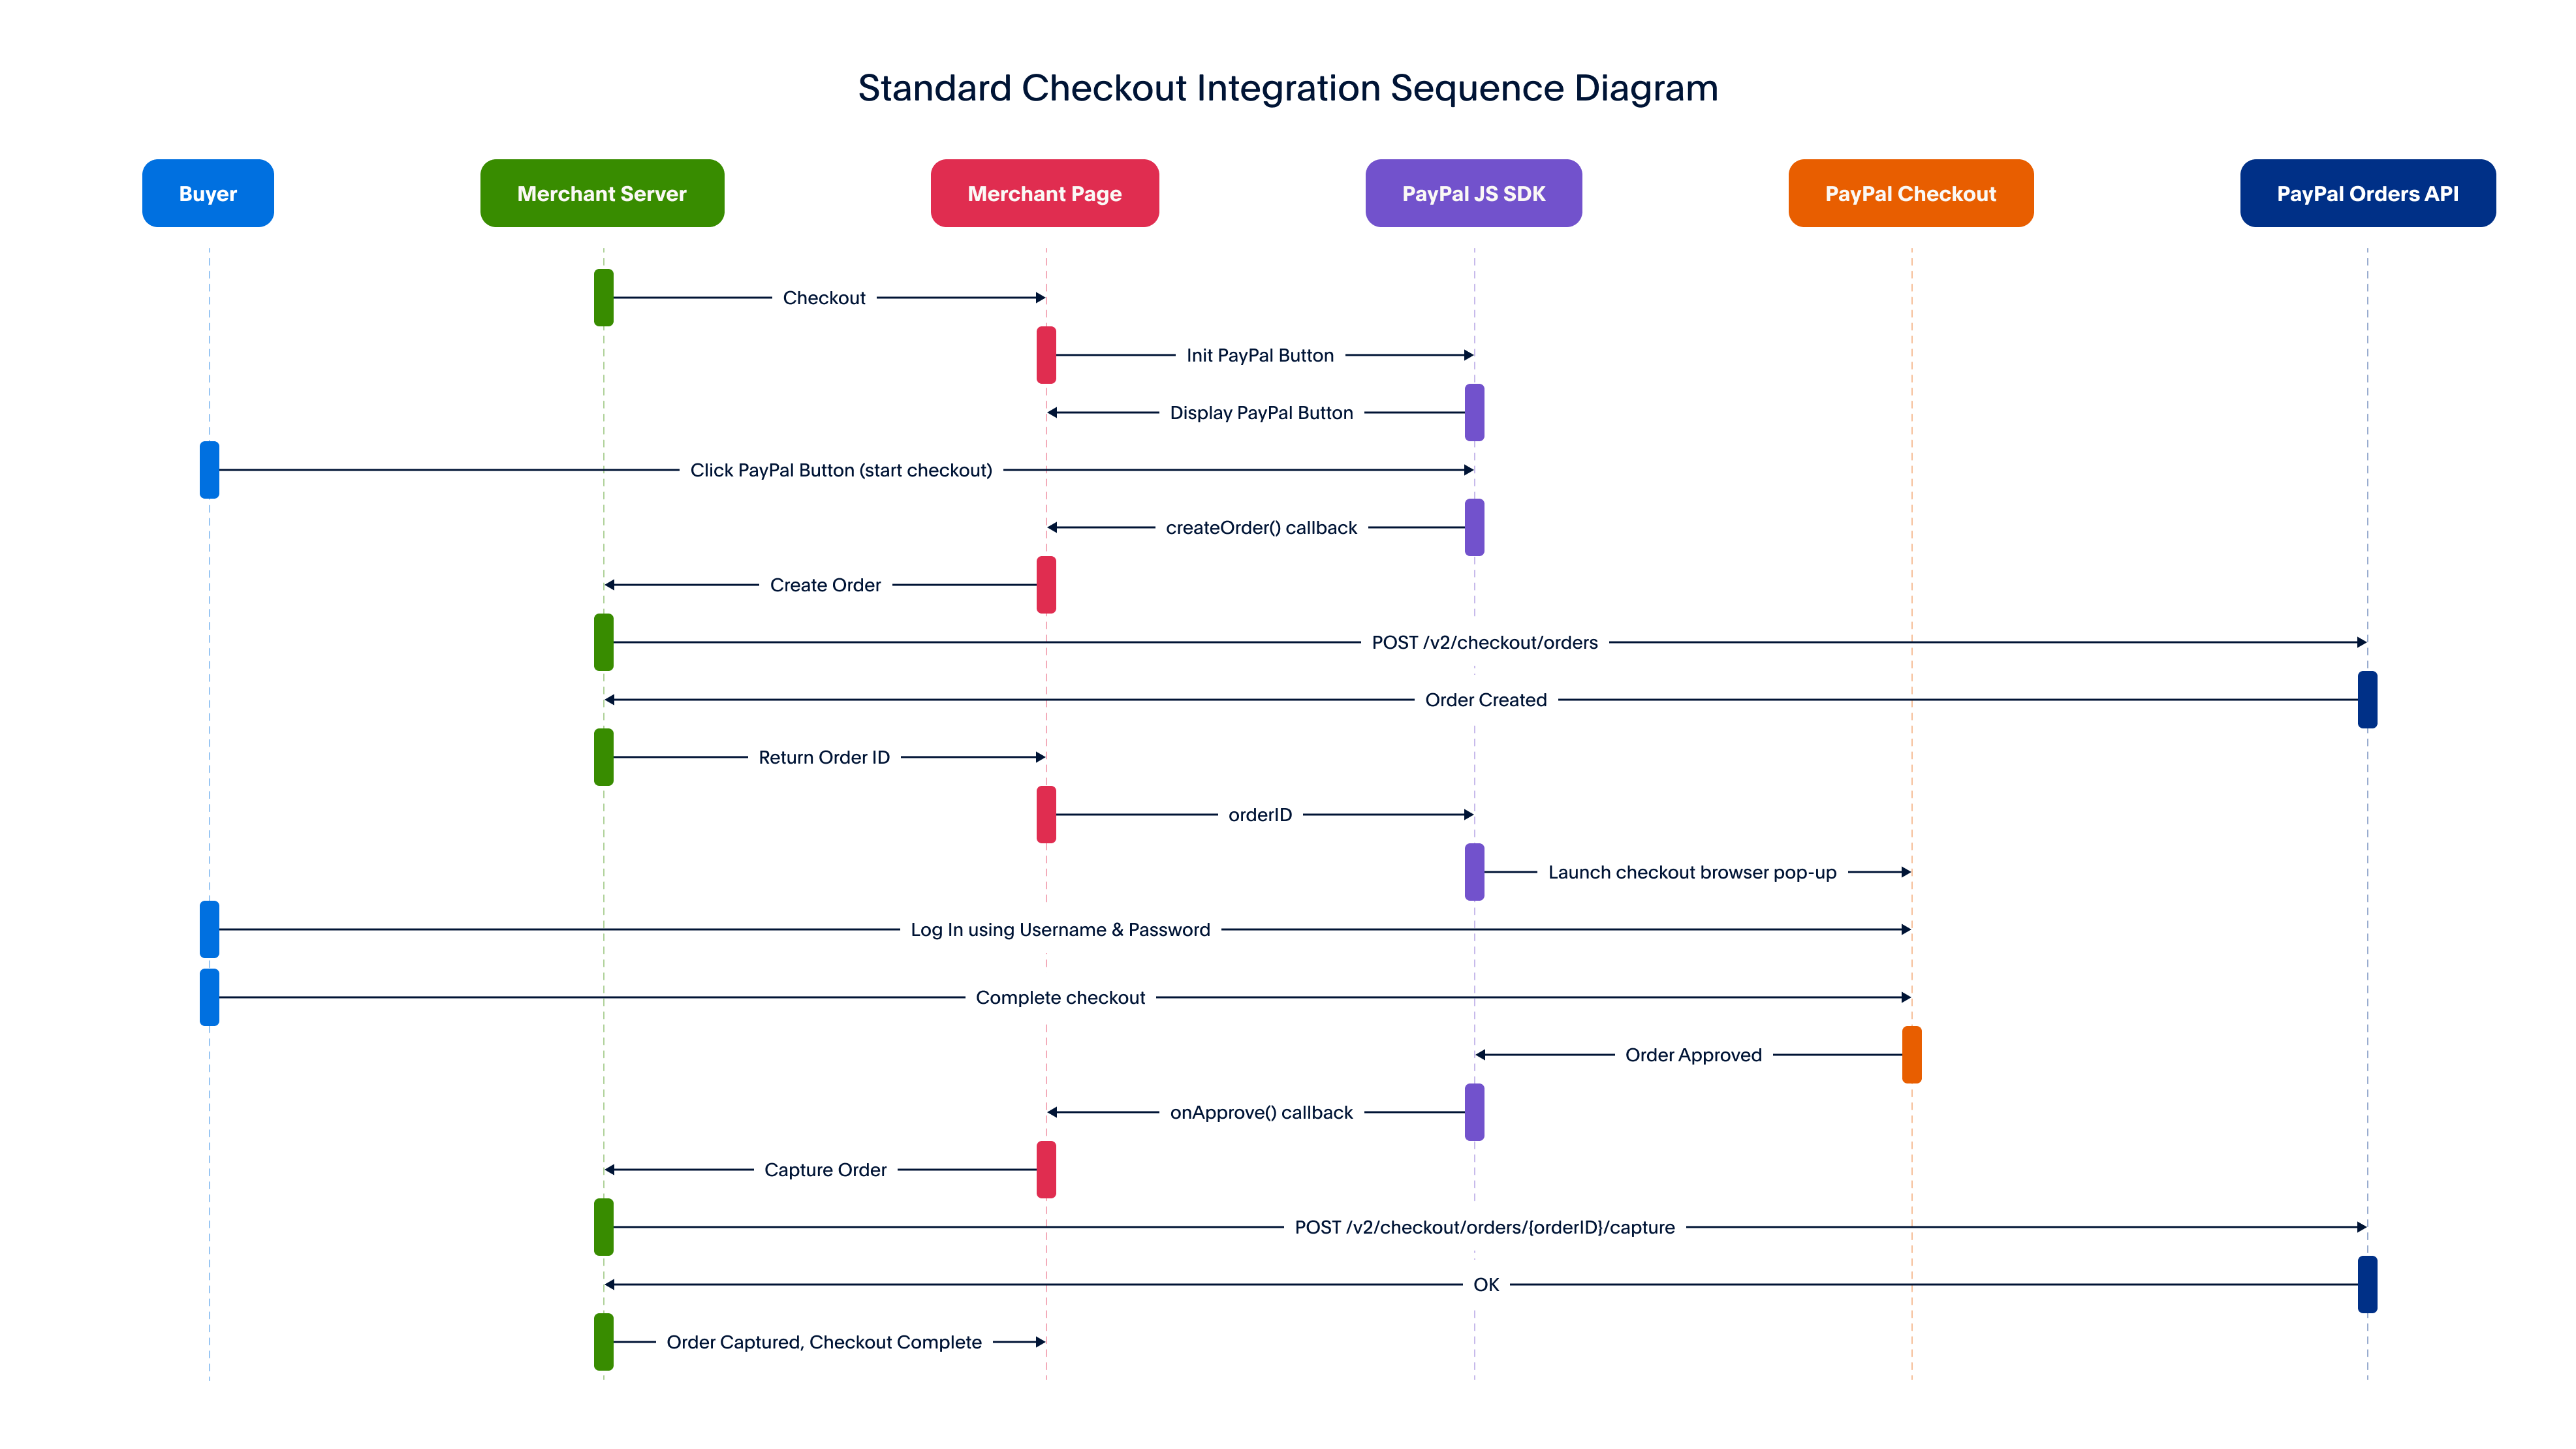 Standard Checkout Integration Sequence Diagram
Buyer
Merchant Server
Merchant Page
PayPal JS SDK
PayPal Checkout
PayPal Orders API
Checkout
Init PayPal Button
Display PayPal Button
Click PayPal Button (start checkout)
createOrder() callback
Create Order
POST /v2/checkout/orders
Order Created
Return Order ID
orderID
Launch checkout browser pop-up
Log In using Username & Password
Complete checkout
Order Approved
onApprove() callback
Capture Order
POST /v2/checkout/orders/{orderID}/capture
OK
Order Captured, Checkout Complete